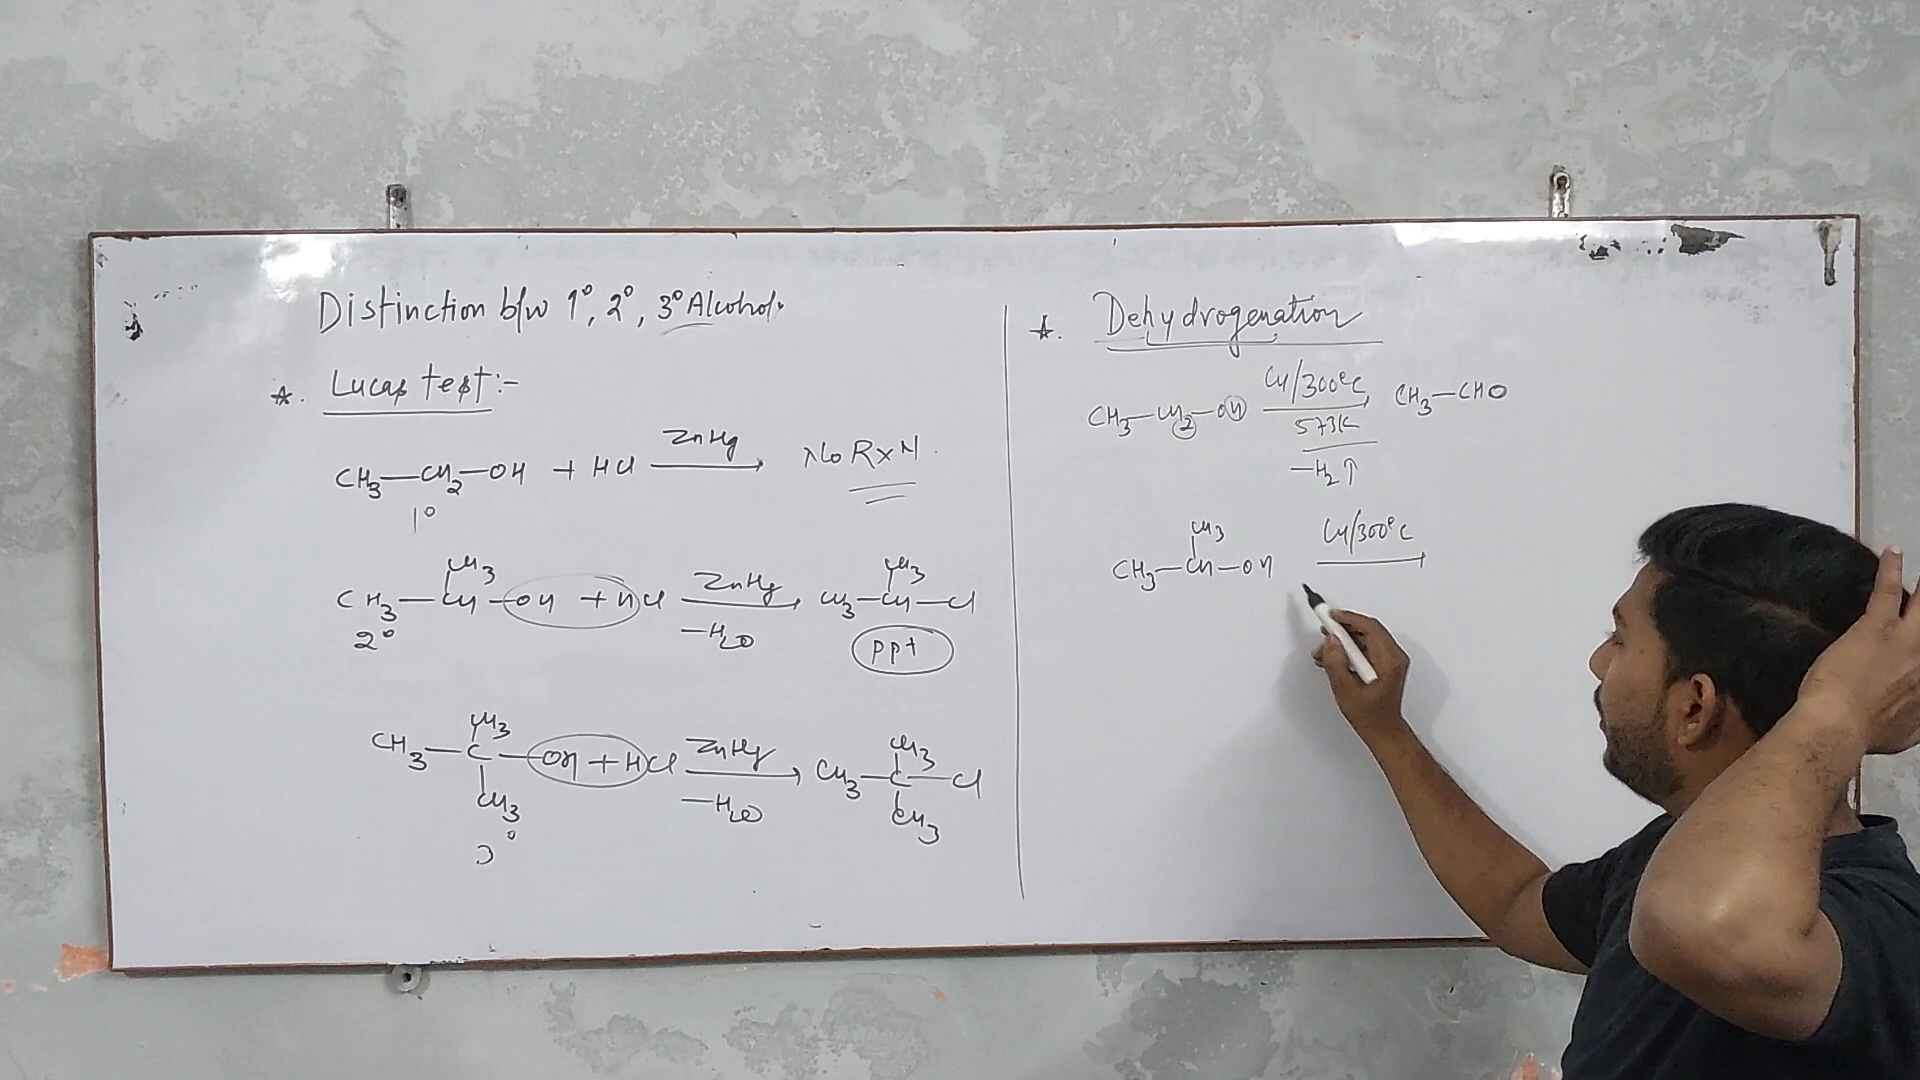 Distinction b/w 1°, 2°, 3° Alcohol.
☆. Lucas test:-
ZnHg
CH3—CH2—OH + HCl → No RxN.
1°
CH3 ZnHg CH3
CH3—CH—OH + HCl → CH3—CH—Cl
2° —H2O ppt
CH3 ZnHg CH3
CH3—C—OH + HCl → CH3—C—Cl
CH3 —H2O CH3
3°
☆. Dehydrogenation
Cu/300°C
CH3—CH2—OH → CH3—CHO
573K
—H2↑
CH3 Cu/300°C
CH3—CH—OH →